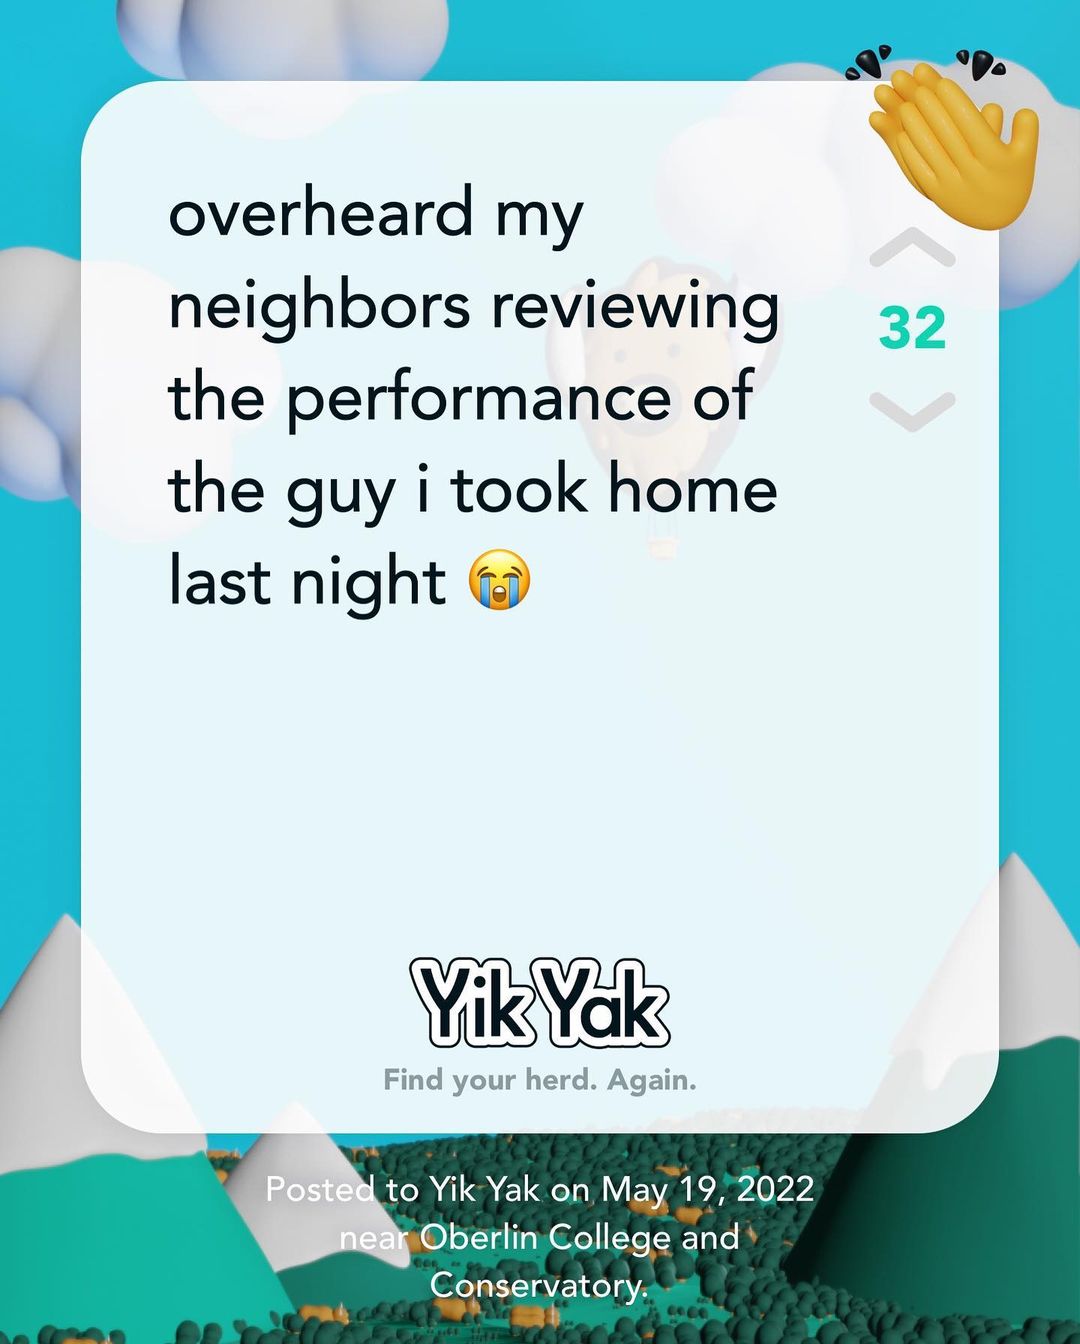 overheard my
neighbors reviewing
the performance of
the guy i took home
last night 😭
32
Yik Yak
Find your herd. Again.
Posted to Yik Yak on May 19, 2022
near Oberlin College and
Conservatory.